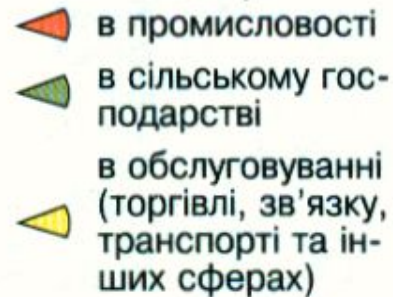 в промисловості
в сільському гос-
подарстві
в обслуговуванні
(торгівлі, зв'язку,
транспорті та ін-
ших сферах)